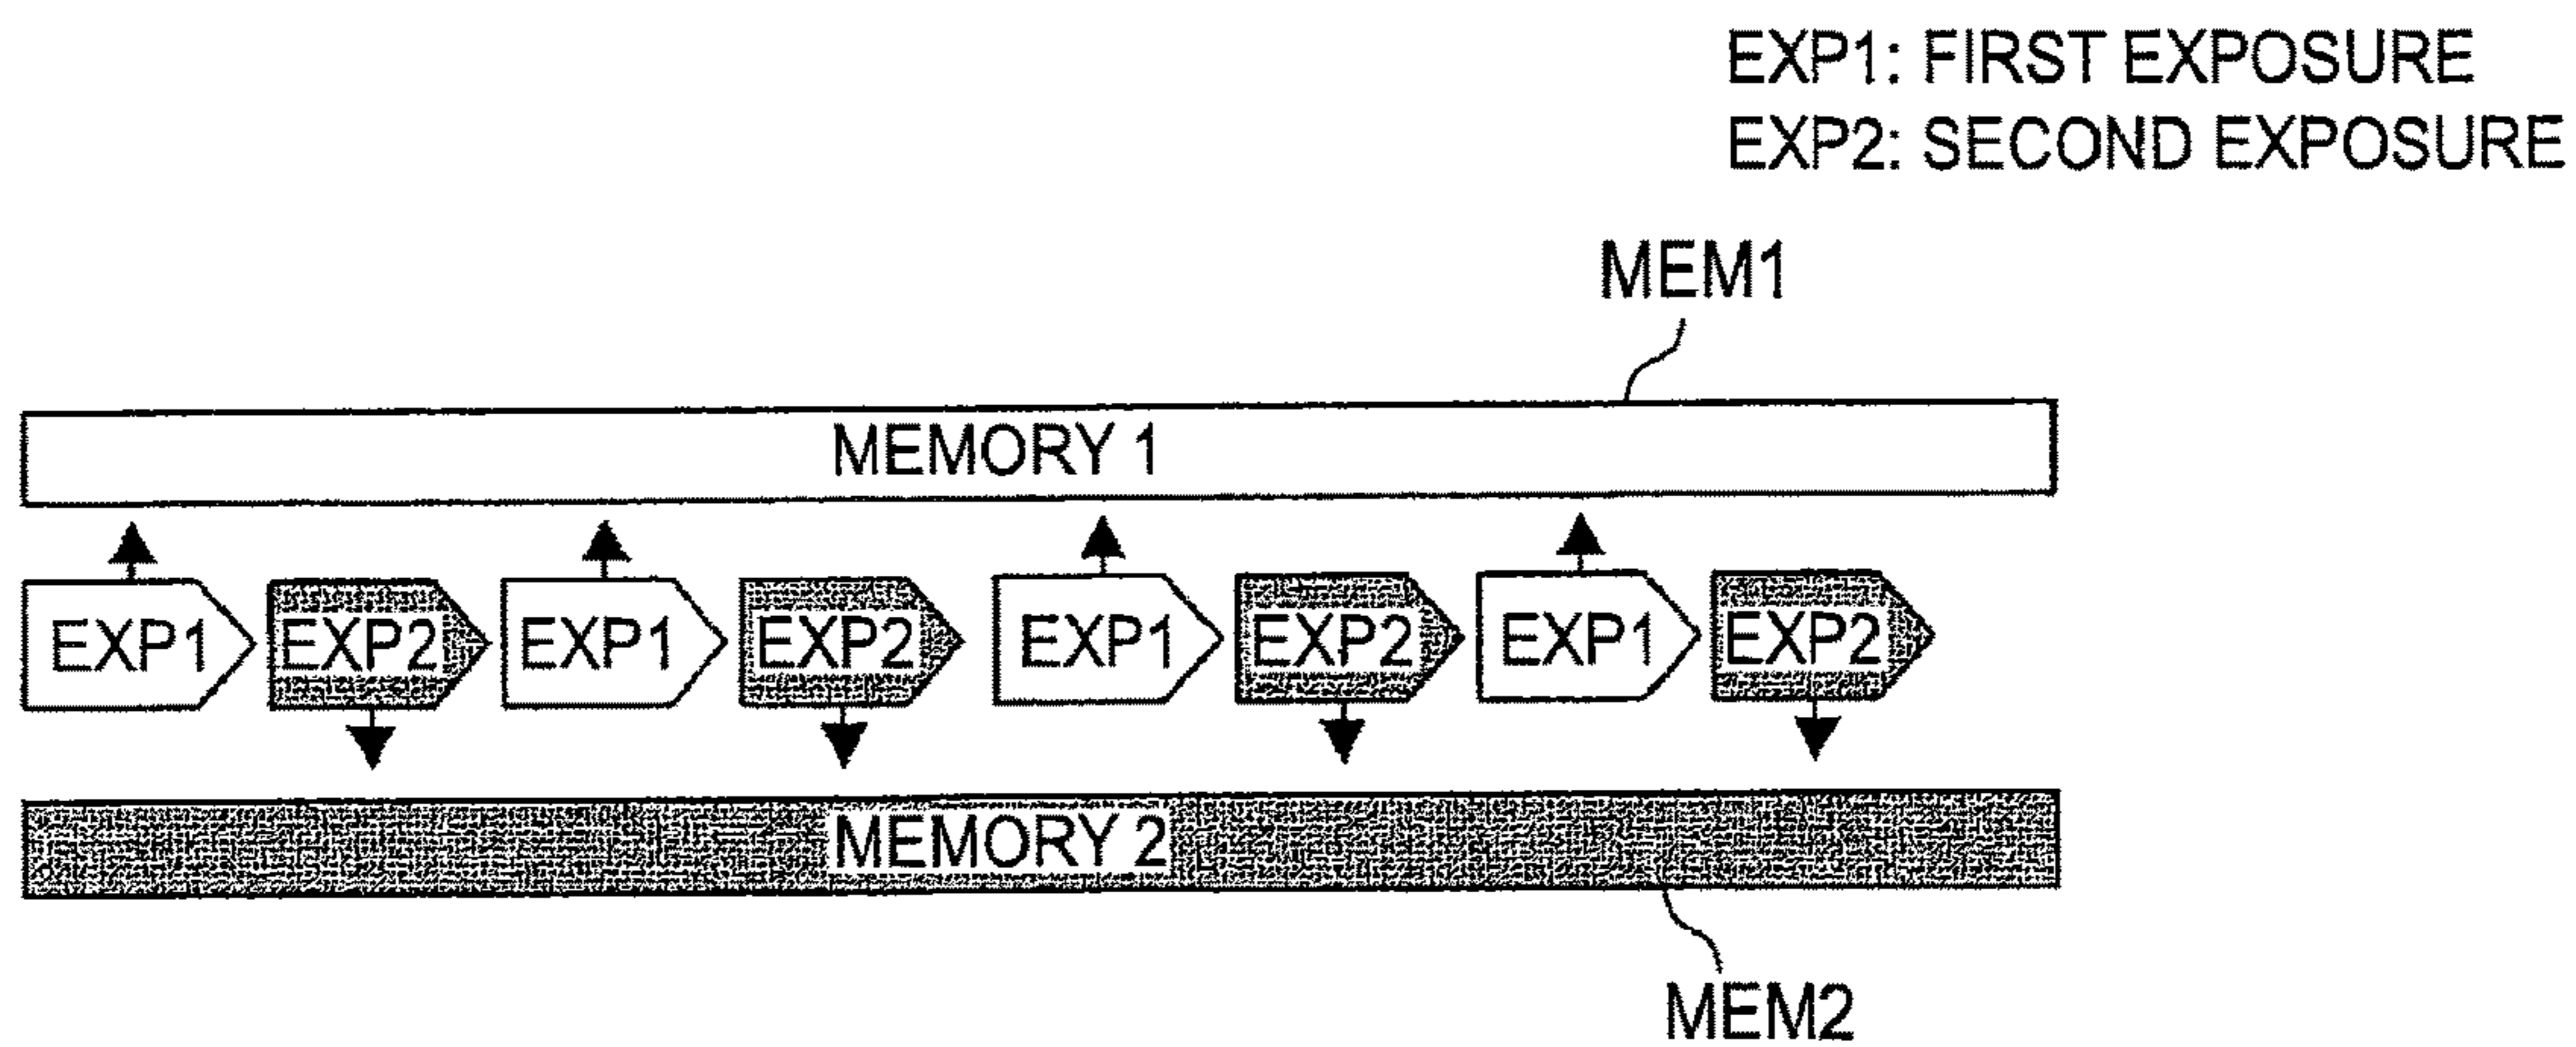 EXP1: FIRST EXPOSURE
EXP2: SECOND EXPOSURE
MEM1
MEMORY 1
EXP1 EXP2 EXP1 EXP2 EXP1 EXP2 EXP1 EXP2
MEMORY 2
MEM2